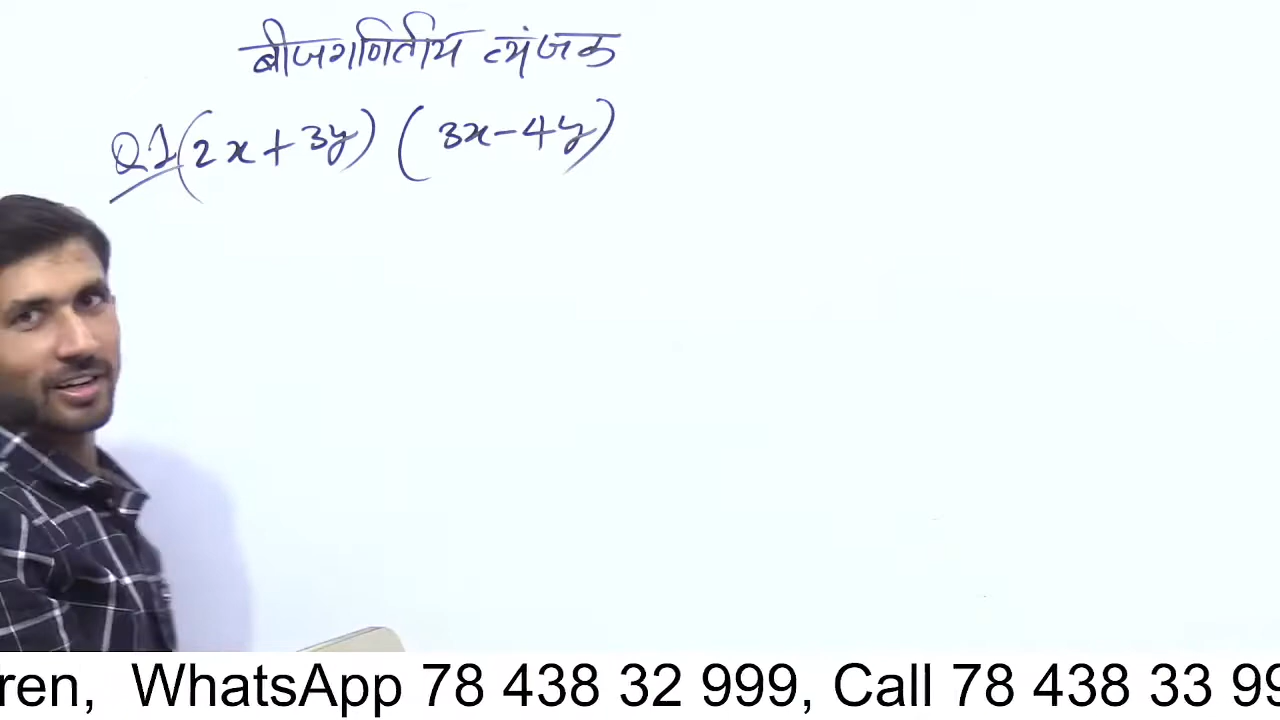 बीजगणितीय व्यंजक
Q1 (2x+3y) (3x-4y)
ren, WhatsApp 78 438 32 999, Call 78 438 33 99